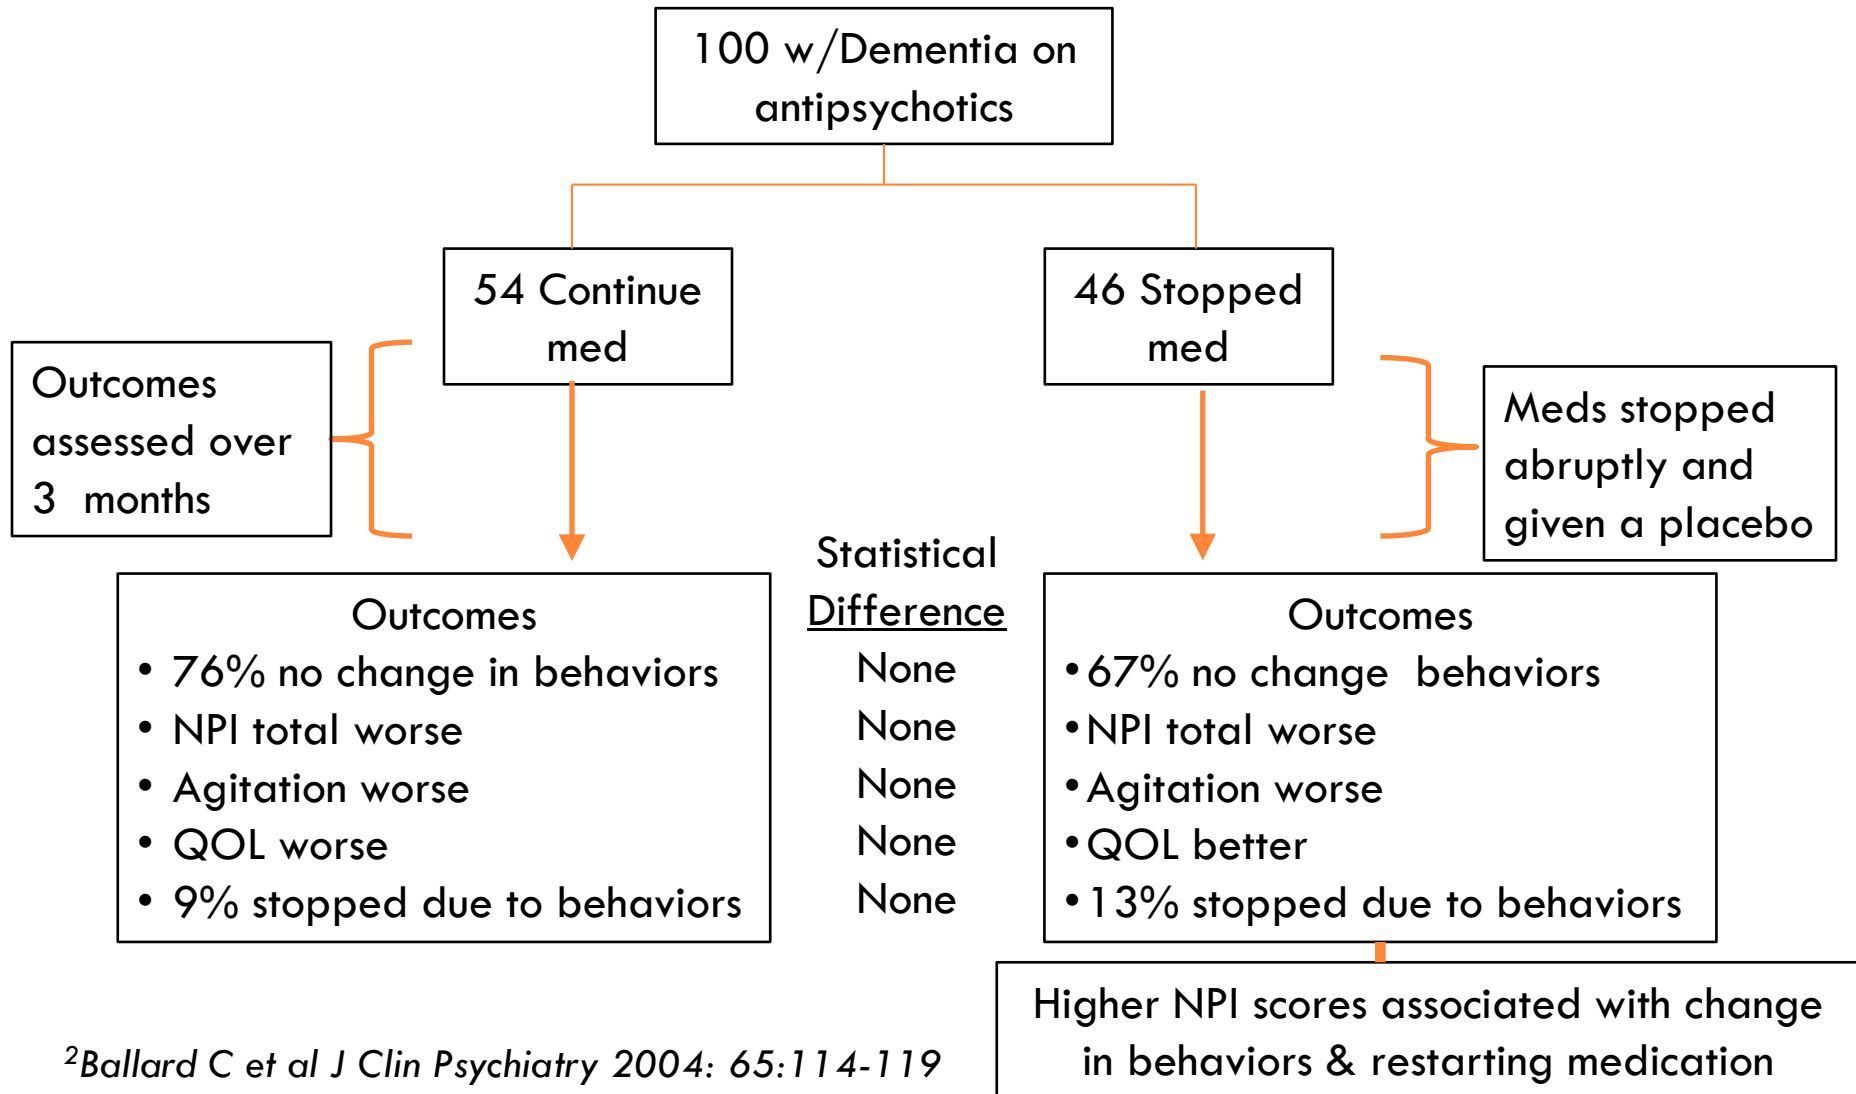 100 w/Dementia on
antipsychotics
54 Continue
med
46 Stopped
med
Outcomes
assessed over
3 months
Meds stopped
abruptly and
given a placebo
Statistical
Difference
None
None
None
None
None
Outcomes
• 76% no change in behaviors
• NPI total worse
• Agitation worse
• QOL worse
• 9% stopped due to behaviors
Outcomes
•67% no change behaviors
•NPI total worse
•Agitation worse
•QOL better
•13% stopped due to behaviors
Higher NPI scores associated with change
in behaviors & restarting medication
²Ballard C et al J Clin Psychiatry 2004: 65:114-119